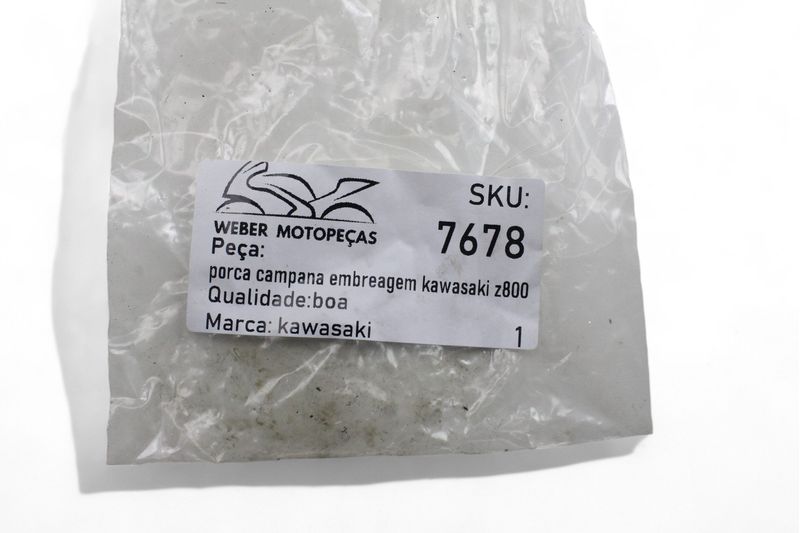 SKU:
WEBER MOTOPEÇAS
7678
Peça:
porca campana embreagem kawasaki z800
Qualidade:boa
Marca: kawasaki
1